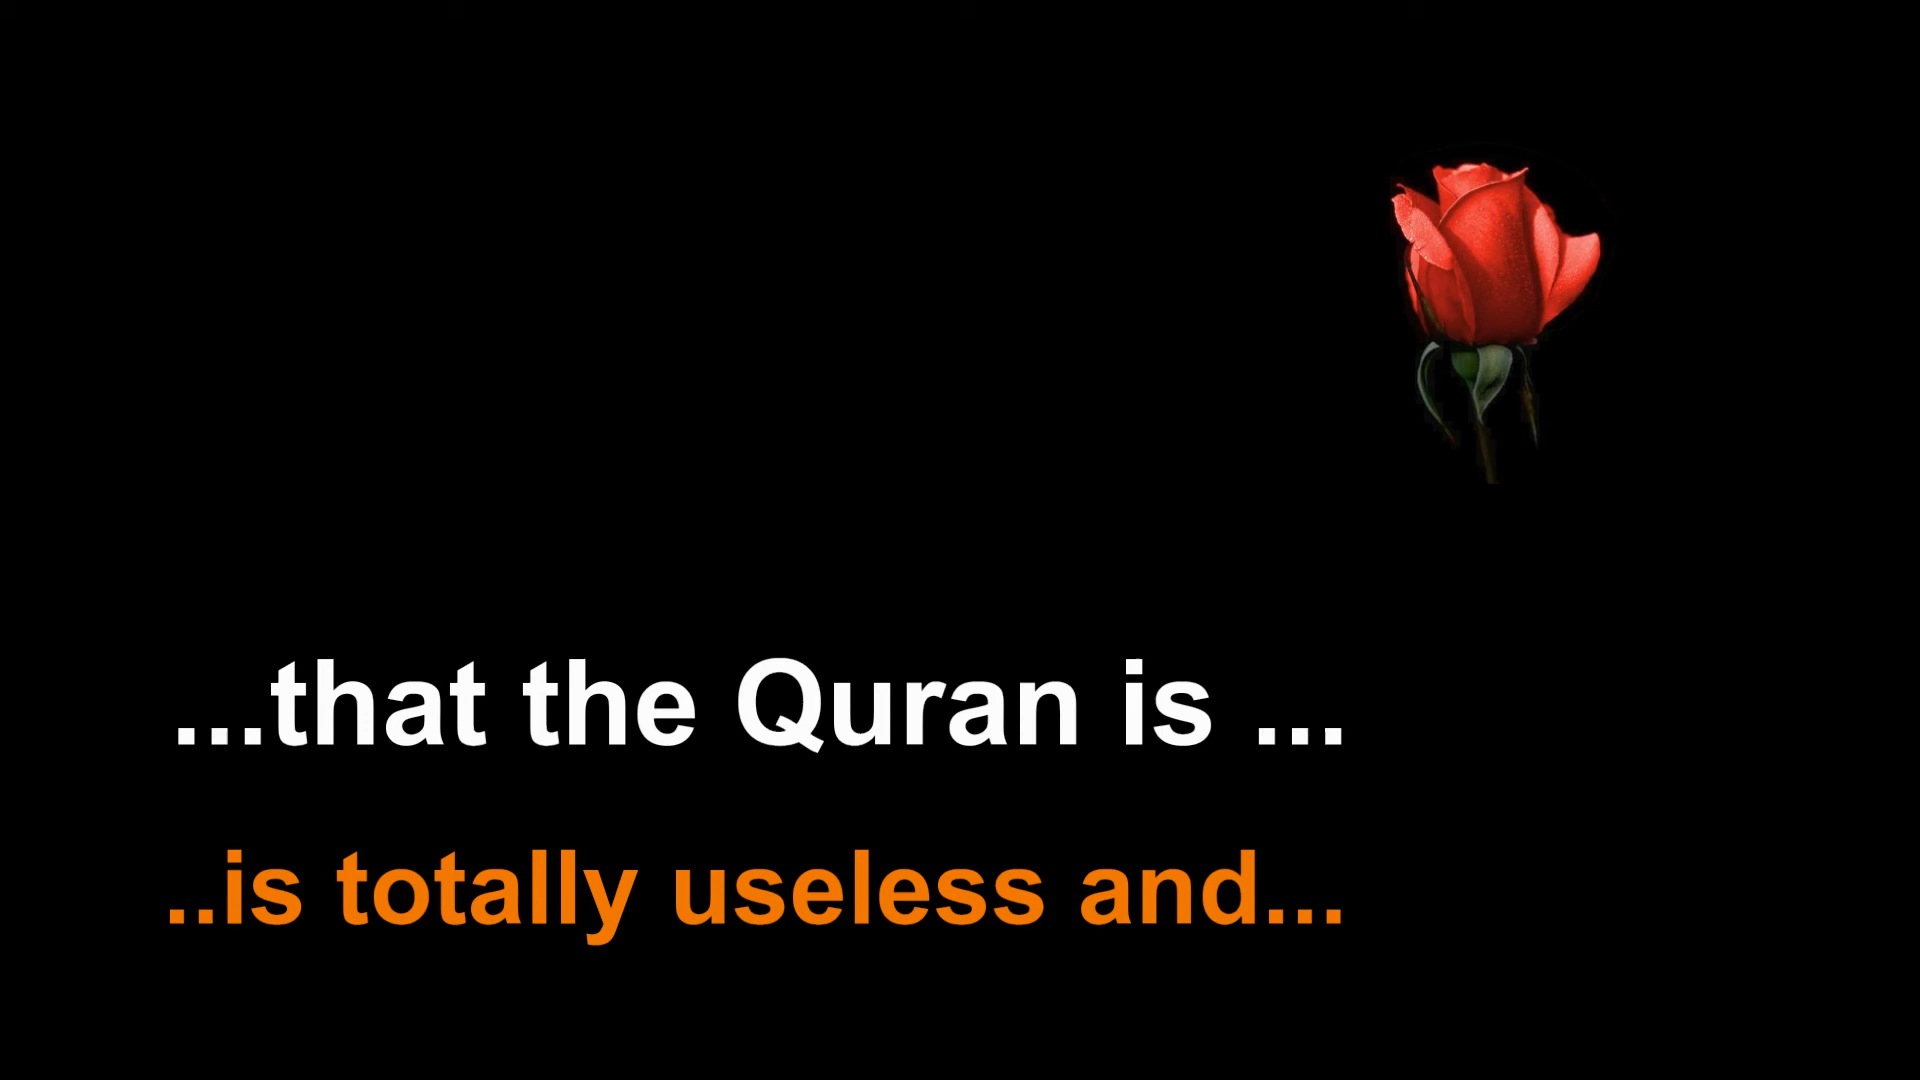 ...that the Quran is ...
..is totally useless and...